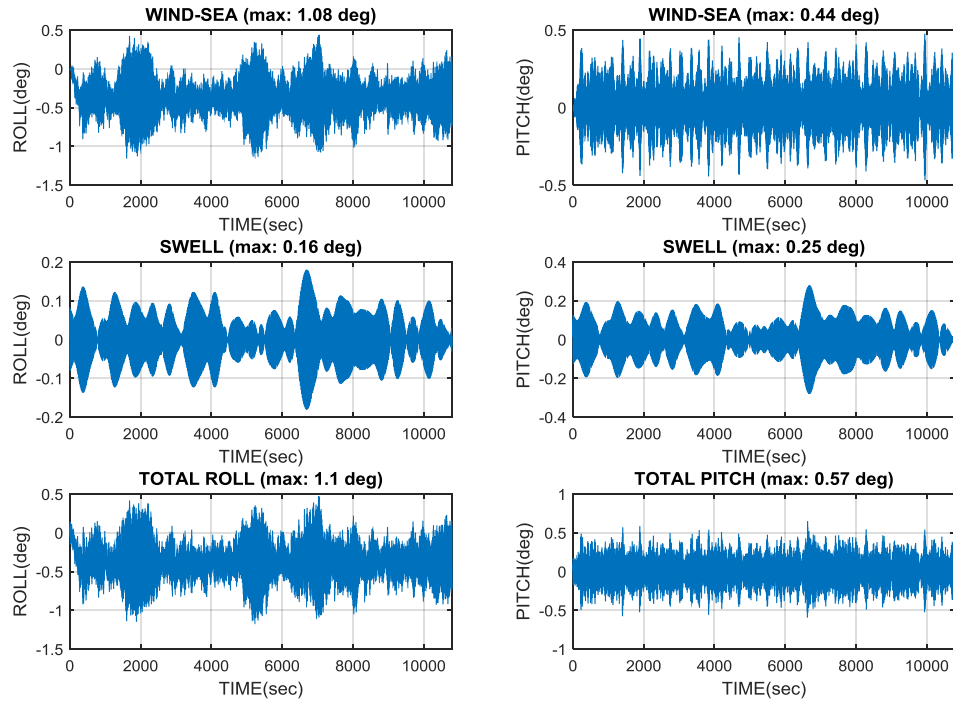 WIND-SEA (max: 1.08 deg)
0.5
0
-0.5
-1
-1.5
ROLL(deg)
0 2000 4000 6000 8000 10000
TIME(sec)
WIND-SEA (max: 0.44 deg)
0.5
0
-0.5
PITCH(deg)
0 2000 4000 6000 8000 10000
TIME(sec)
SWELL (max: 0.16 deg)
0.2
0.1
0
-0.1
-0.2
ROLL(deg)
0 2000 4000 6000 8000 10000
TIME(sec)
SWELL (max: 0.25 deg)
0.4
0.2
0
-0.2
-0.4
PITCH(deg)
0 2000 4000 6000 8000 10000
TIME(sec)
TOTAL ROLL (max: 1.1 deg)
0.5
0
-0.5
-1
-1.5
ROLL(deg)
0 2000 4000 6000 8000 10000
TIME(sec)
TOTAL PITCH (max: 0.57 deg)
1
0.5
0
-0.5
-1
PITCH(deg)
0 2000 4000 6000 8000 10000
TIME(sec)